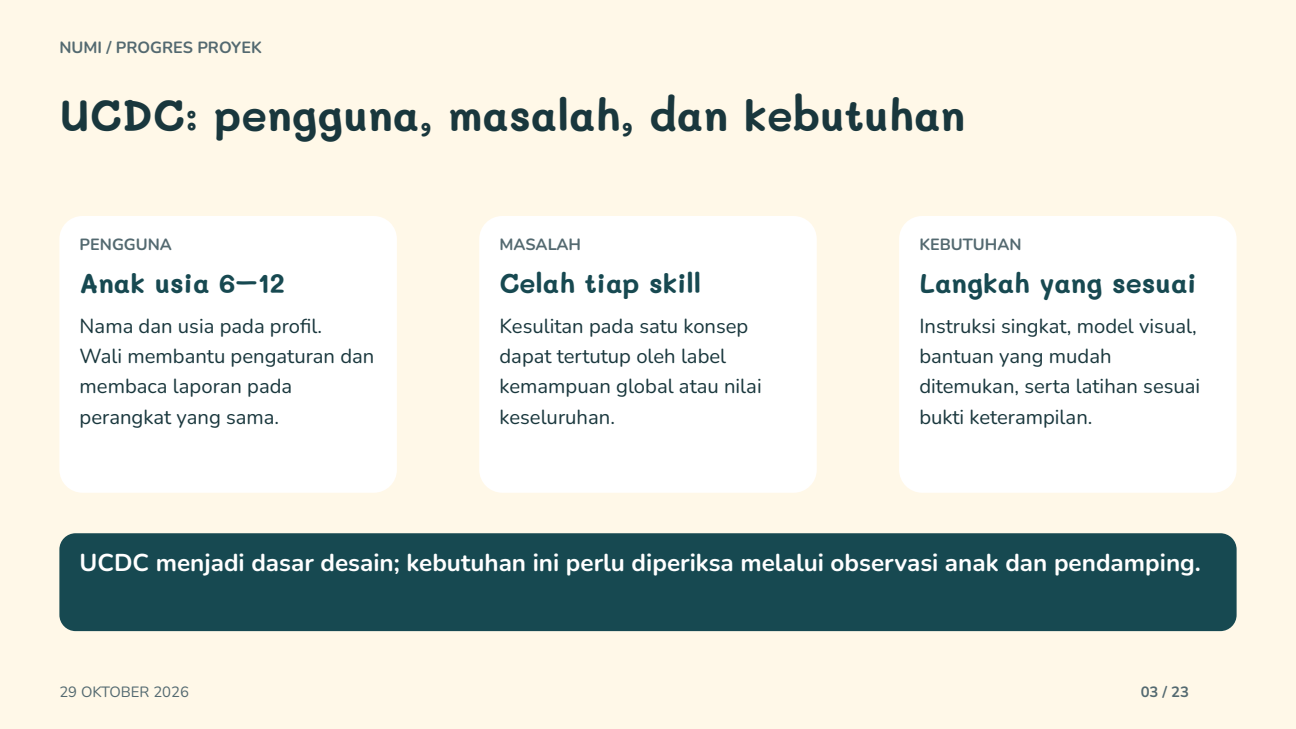 NUMI / PROGRES PROYEK
UCDC: pengguna, masalah, dan kebutuhan
PENGGUNA
Anak usia 6–12
Nama dan usia pada profil.
Wali membantu pengaturan dan
membaca laporan pada
perangkat yang sama.
MASALAH
Celah tiap skill
Kesulitan pada satu konsep
dapat tertutup oleh label
kemampuan global atau nilai
keseluruhan.
KEBUTUHAN
Langkah yang sesuai
Instruksi singkat, model visual,
bantuan yang mudah
ditemukan, serta latihan sesuai
bukti keterampilan.
UCDC menjadi dasar desain; kebutuhan ini perlu diperiksa melalui observasi anak dan pendamping.
29 OKTOBER 2026
03 / 23